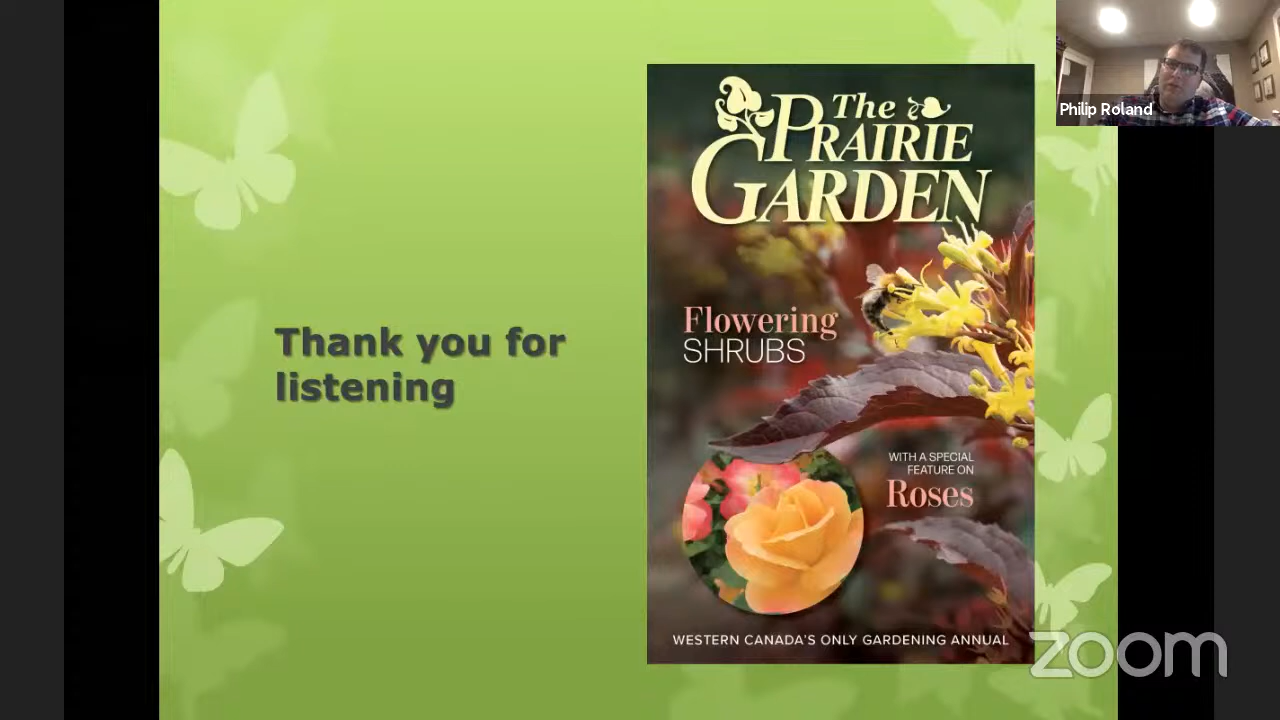 Thank you for
listening
The
PRAIRIE
GARDEN
Flowering
SHRUBS
WITH A SPECIAL
FEATURE ON
Roses
WESTERN CANADA'S ONLY GARDENING ANNUAL
Philip Roland
zoom